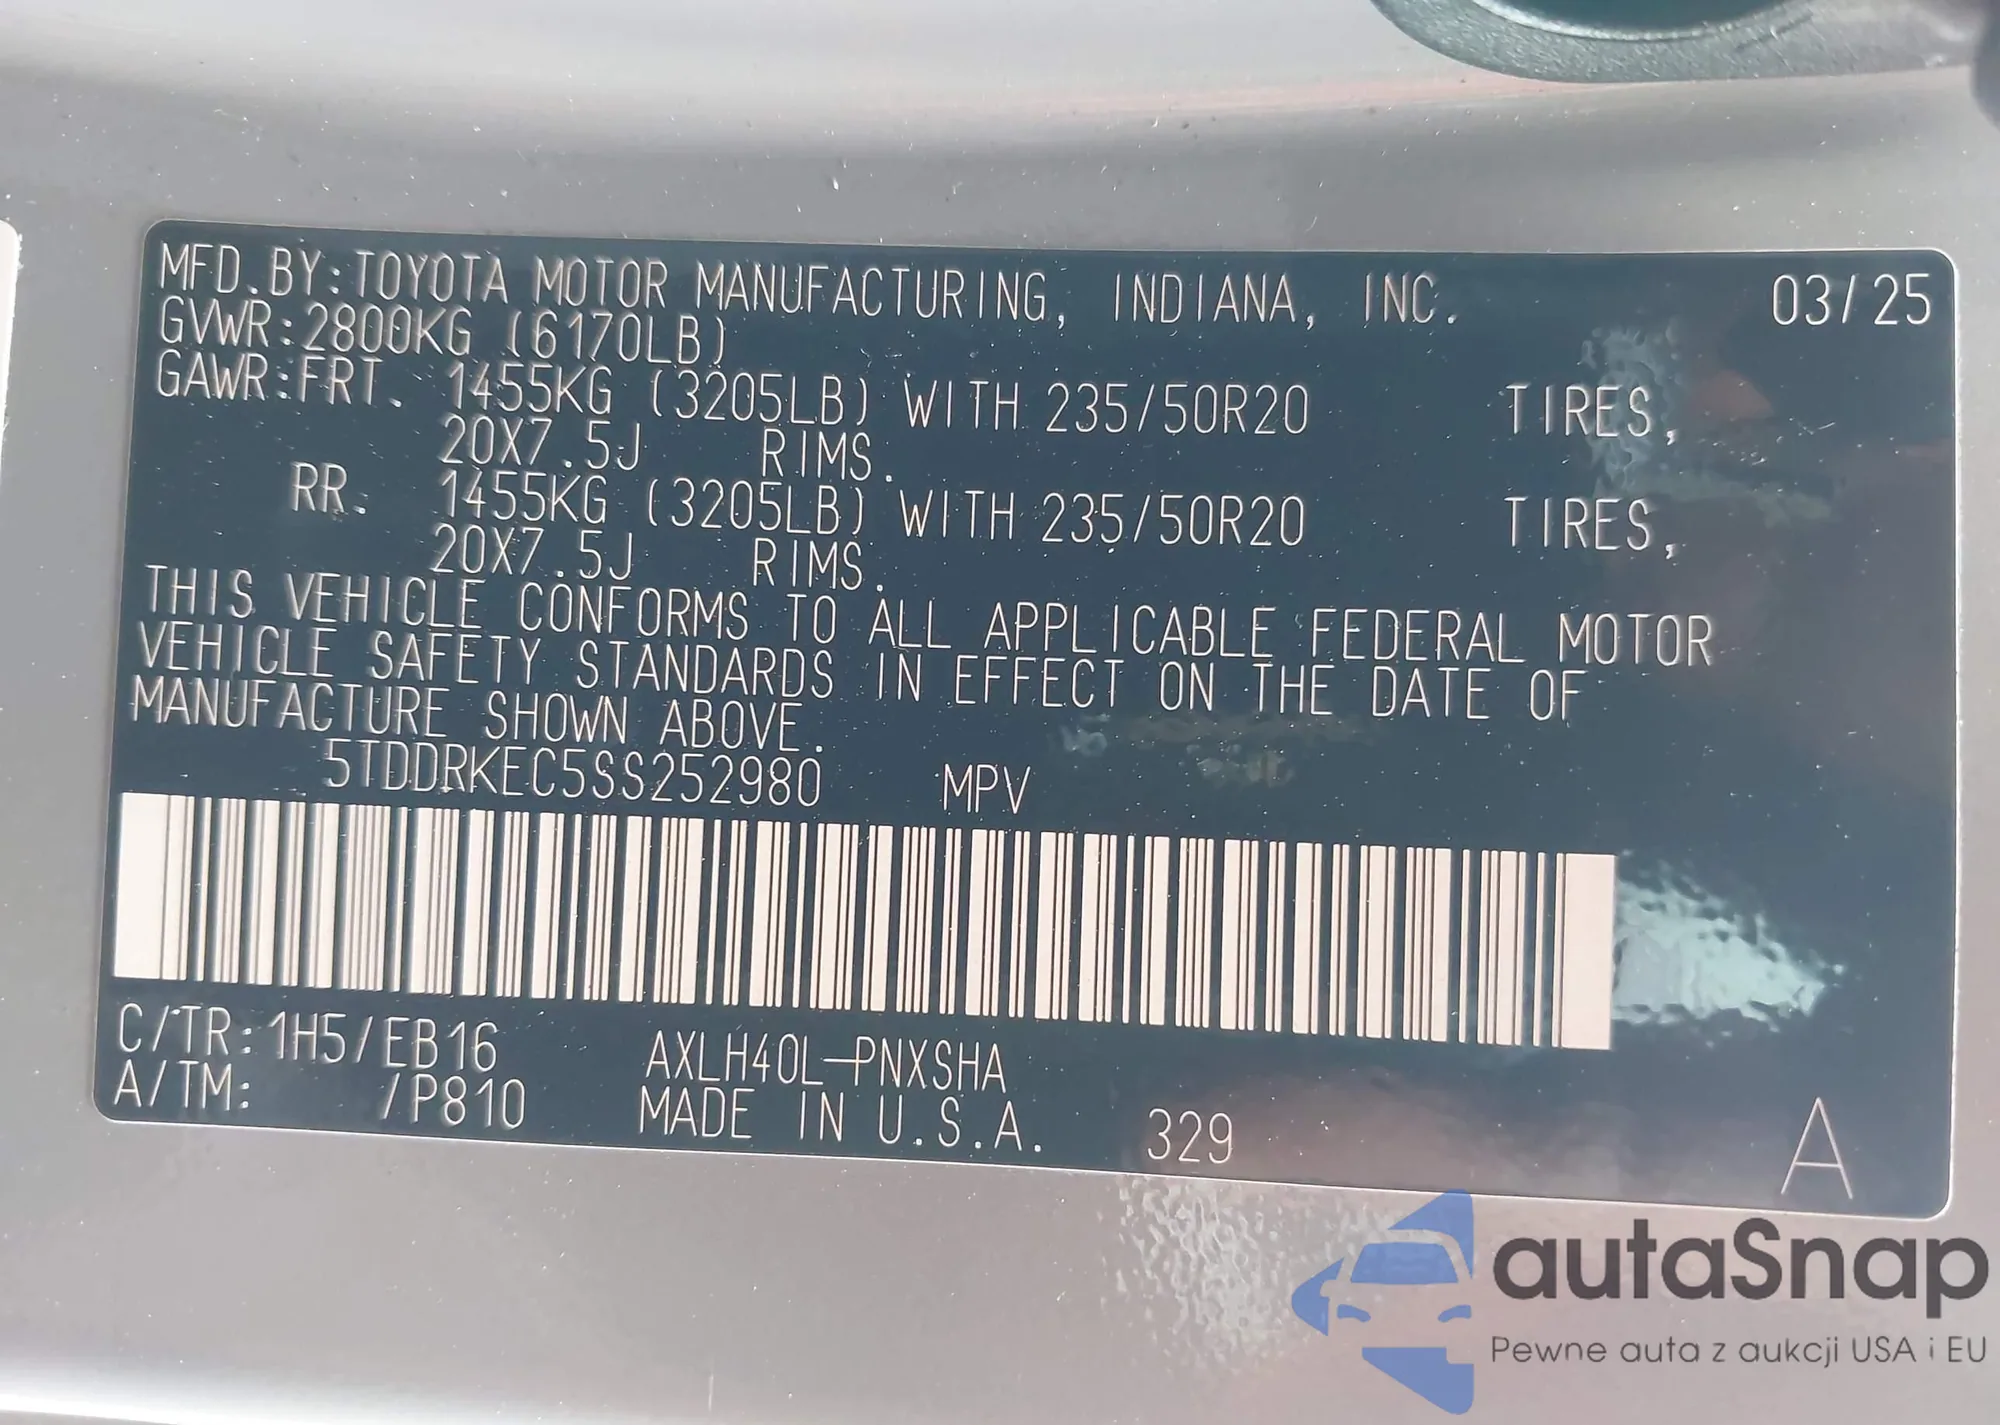 MFD.BY:TOYOTA MOTOR MANUFACTURING, INDIANA, INC. 03/25
GVWR:2800KG (6170LB)
GAWR:FRT. 1455KG (3205LB) WITH 235/50R20 TIRES,
20X7.5J RIMS.
RR. 1455KG (3205LB) WITH 235/50R20 TIRES,
20X7.5J RIMS.
THIS VEHICLE CONFORMS TO ALL APPLICABLE FEDERAL MOTOR
VEHICLE SAFETY STANDARDS IN EFFECT ON THE DATE OF
MANUFACTURE SHOWN ABOVE.
5TDDRKEC5SS252980 MPV
C/TR:1H5/EB16 AXLH40L-PNXSHA
A/TM: /P810 MADE IN U.S.A. 329 A
autaSnap
Pewne auta z aukcji USA i EU